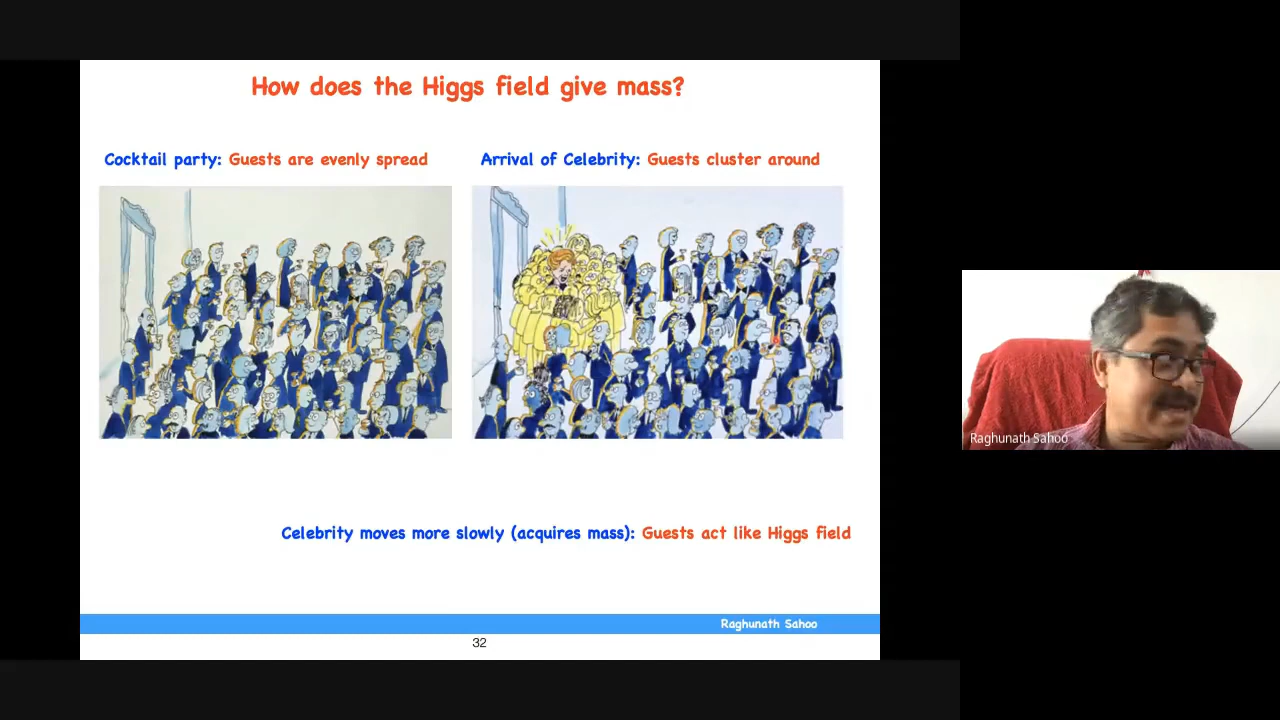 How does the Higgs field give mass?
Cocktail party: Guests are evenly spread
Arrival of Celebrity: Guests cluster around
Celebrity moves more slowly (acquires mass): Guests act like Higgs field
Raghunath Sahoo
32
Raghunath Sahoo